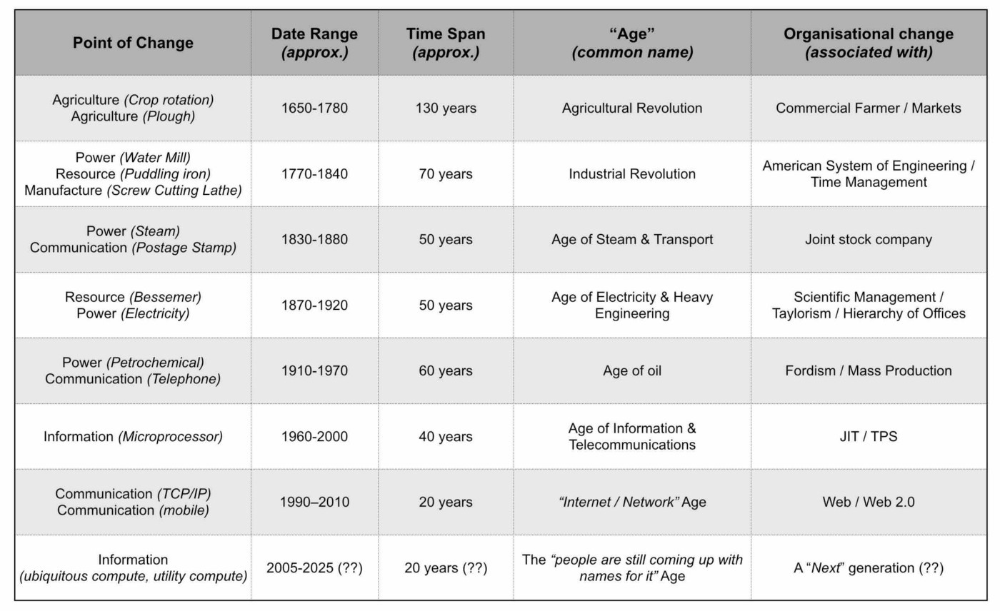 Point of Change
Date Range
(approx.)
Time Span
(approx.)
“Age”
(common name)
Organisational change
(associated with)
Agriculture (Crop rotation)
Agriculture (Plough)
1650-1780
130 years
Agricultural Revolution
Commercial Farmer / Markets
Power (Water Mill)
Resource (Puddling iron)
Manufacture (Screw Cutting Lathe)
1770-1840
70 years
Industrial Revolution
American System of Engineering /
Time Management
Power (Steam)
Communication (Postage Stamp)
1830-1880
50 years
Age of Steam & Transport
Joint stock company
Resource (Bessemer)
Power (Electricity)
1870-1920
50 years
Age of Electricity & Heavy
Engineering
Scientific Management /
Taylorism / Hierarchy of Offices
Power (Petrochemical)
Communication (Telephone)
1910-1970
60 years
Age of oil
Fordism / Mass Production
Information (Microprocessor)
1960-2000
40 years
Age of Information &
Telecommunications
JIT / TPS
Communication (TCP/IP)
Communication (mobile)
1990–2010
20 years
“Internet / Network” Age
Web / Web 2.0
Information
(ubiquitous compute, utility compute)
2005-2025 (??)
20 years (??)
The “people are still coming up with
names for it” Age
A “Next” generation (??)